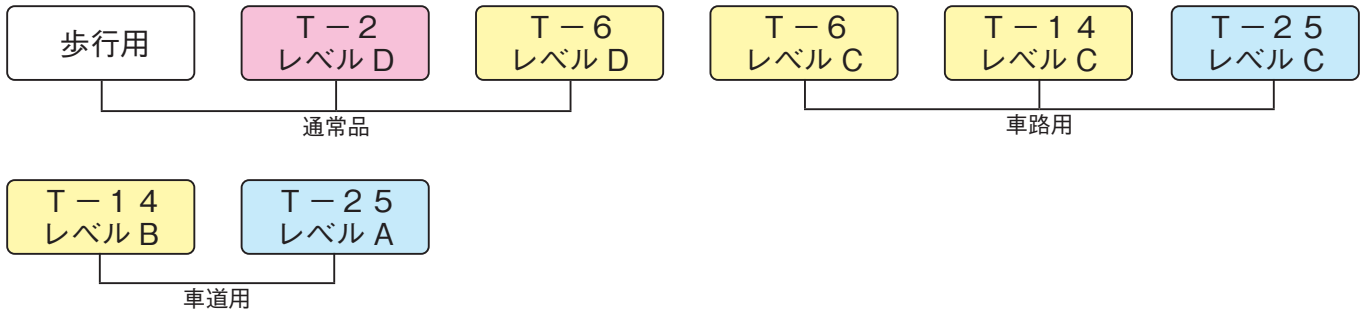 歩行用
T－2
レベル D
T－6
レベル D
通常品
T－6
レベル C
T－14
レベル C
T－25
レベル C
車路用
T－14
レベル B
T－25
レベル A
車道用